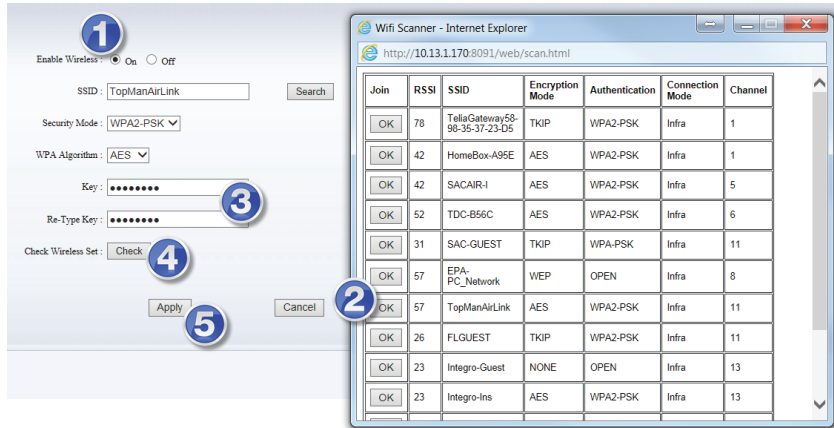 1
Enable Wireless : On Off
SSID : TopManAirLink Search
Security Mode : WPA2-PSK
WPA Algorithm : AES
Key : ●●●●●●●●
3
Re-Type Key : ●●●●●●●●
Check Wireless Set : Check
4
Apply Cancel
5
2
Wifi Scanner - Internet Explorer
http://10.13.1.170:8091/web/scan.html
Join RSSI SSID Encryption Mode Authentication Connection Mode Channel
OK 78 TeliaGateway58-98-35-37-23-D5 TKIP WPA2-PSK Infra 1
OK 42 HomeBox-A95E AES WPA2-PSK Infra 1
OK 42 SACAIR-I AES WPA2-PSK Infra 5
OK 52 TDC-B56C AES WPA2-PSK Infra 6
OK 31 SAC-GUEST TKIP WPA-PSK Infra 11
OK 57 EPA-PC_Network WEP OPEN Infra 8
OK 57 TopManAirLink AES WPA2-PSK Infra 11
OK 26 FLGUEST TKIP WPA2-PSK Infra 11
OK 23 Integro-Guest NONE OPEN Infra 13
OK 23 Integro-Ins AES WPA2-PSK Infra 13